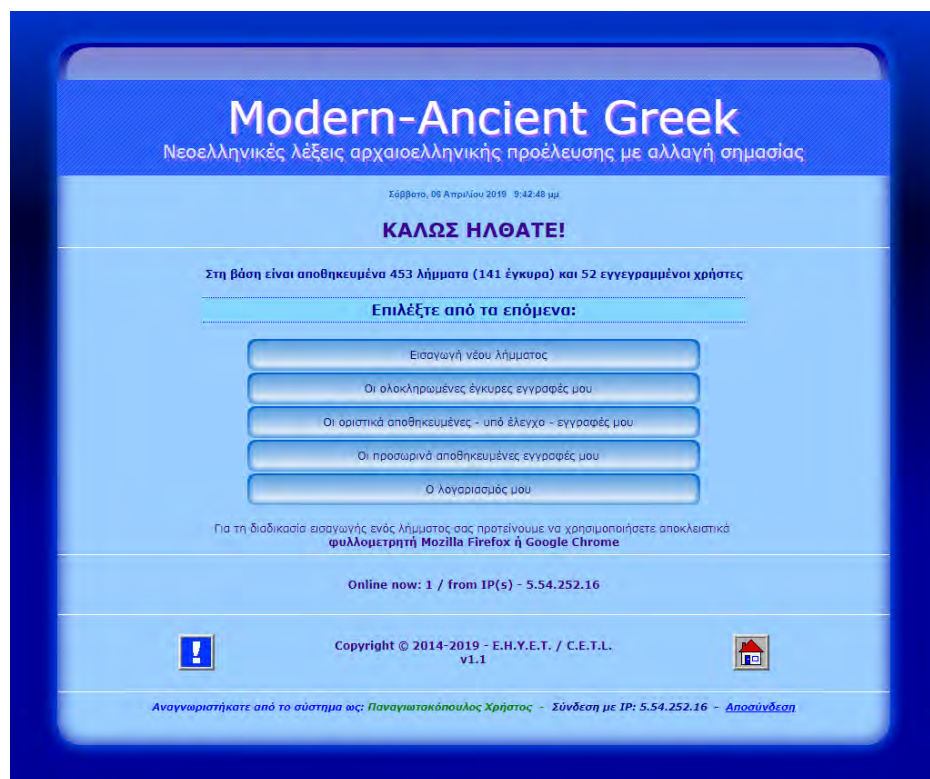 Modern-Ancient Greek
Νεοελληνικές λέξεις αρχαιοελληνικής προέλευσης με αλλαγή σημασίας
Σάββατο, 06 Απριλίου 2019 9:42:48 μμ
ΚΑΛΩΣ ΗΛΘΑΤΕ!
Στη βάση είναι αποθηκευμένα 453 λήμματα (141 έγκυρα) και 52 εγγεγραμμένοι χρήστες
Επιλέξτε από τα επόμενα:
Εισαγωγή νέου λήμματος
Οι ολοκληρωμένες έγκυρες εγγραφές μου
Οι οριστικά αποθηκευμένες - υπό έλεγχο - εγγραφές μου
Οι προσωρινά αποθηκευμένες εγγραφές μου
Ο λογαριασμός μου
Για τη διαδικασία εισαγωγής ενός λήμματος σας προτείνουμε να χρησιμοποιήσετε αποκλειστικά
φυλλομετρητή Mozilla Firefox ή Google Chrome
Online now: 1 / from IP(s) - 5.54.252.16
Copyright © 2014-2019 - E.H.Y.E.T. / C.E.T.L.
v1.1
Αναγνωριστήκατε από το σύστημα ως: Παναγιωτακόπουλος Χρήστος - Σύνδεση με IP: 5.54.252.16 - Αποσύνδεση